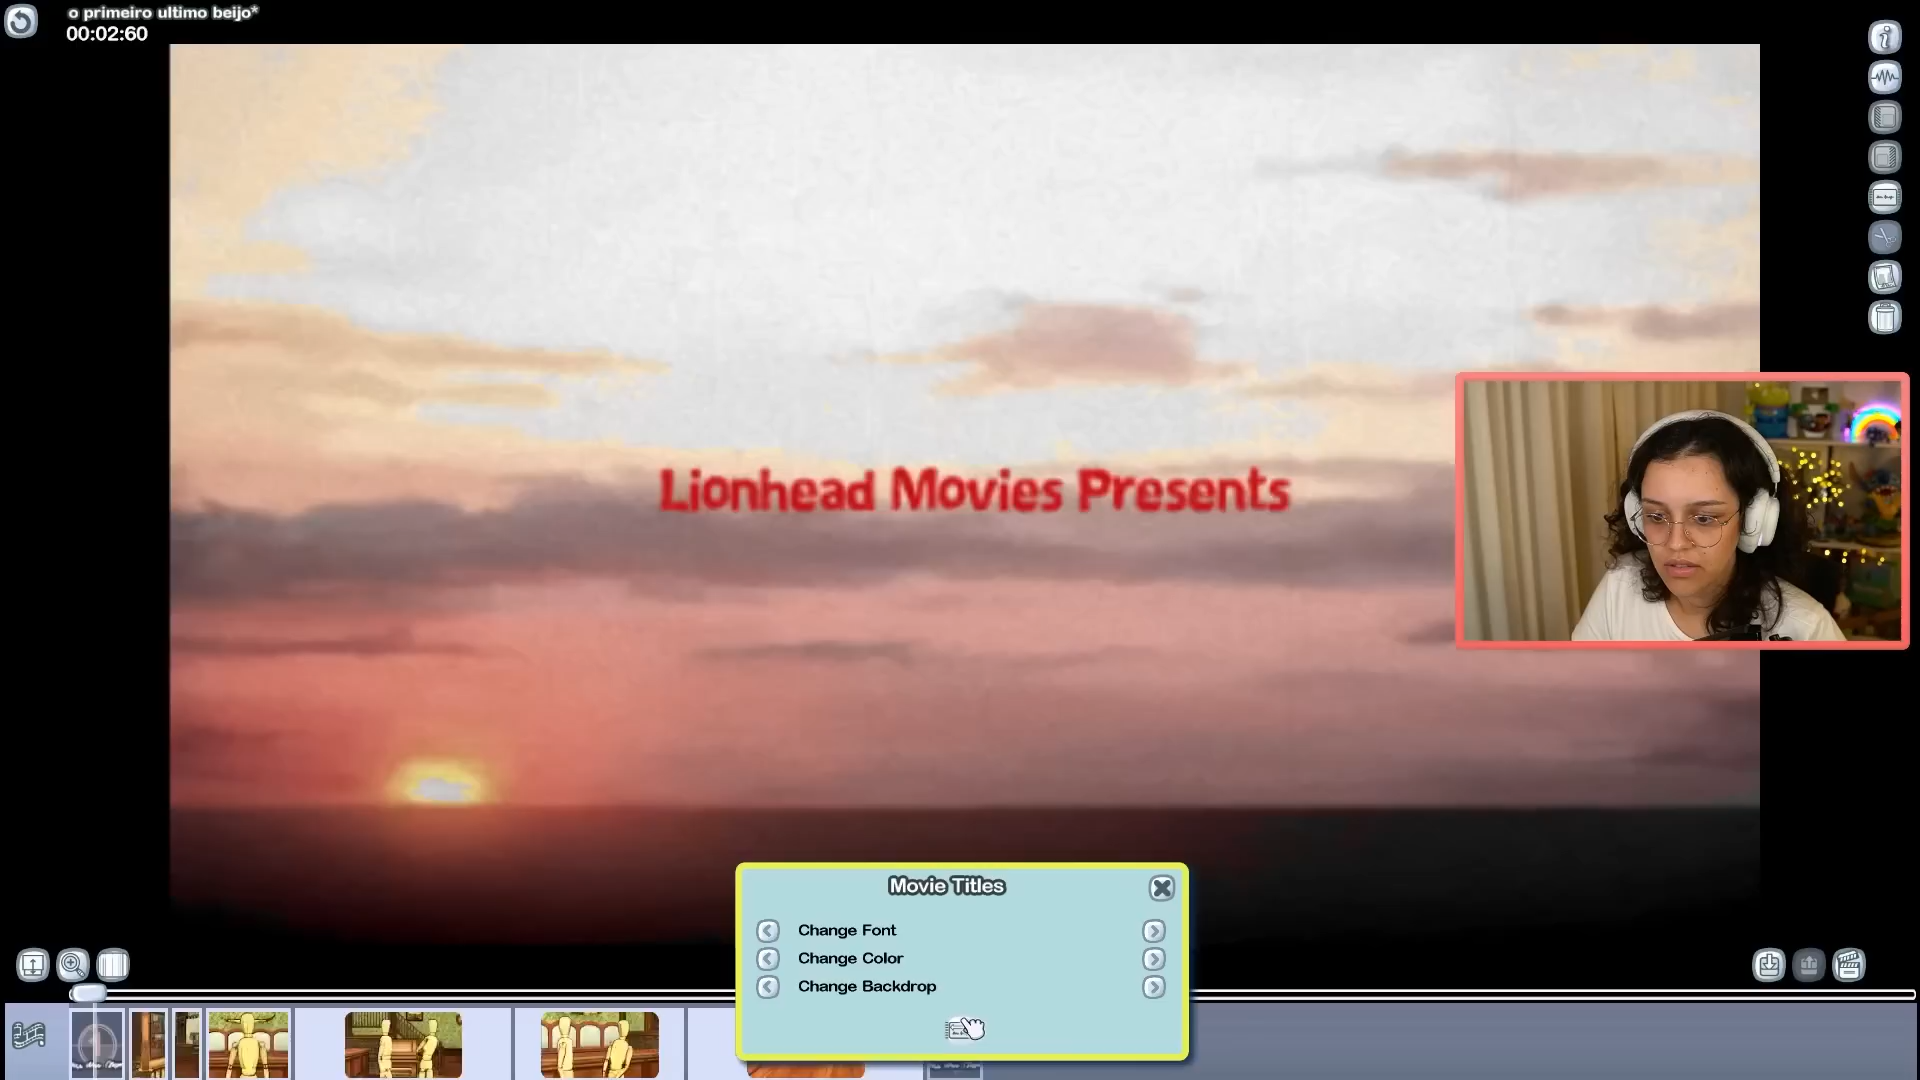 o primeiro ultimo beijo*
00:02:60
Lionhead Movies Presents
Movie Titles
Change Font
Change Color
Change Backdrop